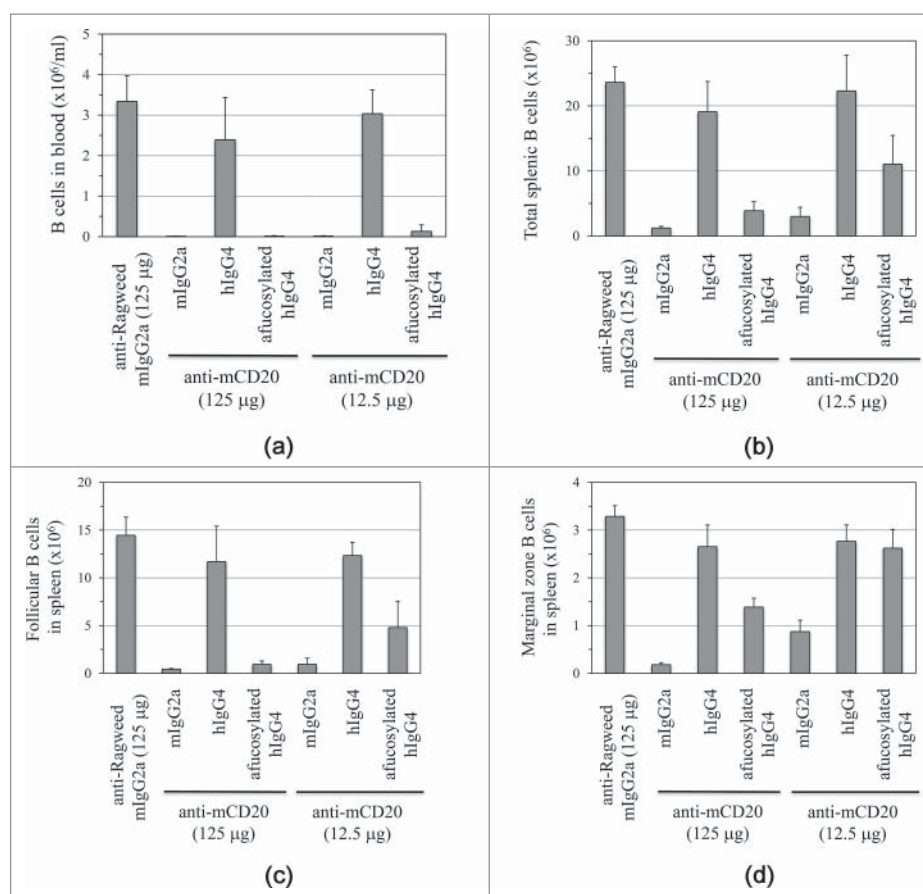 B cells in blood (x10⁶/ml)
5
4
3
2
1
0
anti-Ragweed
mIgG2a (125 μg)
mIgG2a
hIgG4
afucosylated
hIgG4
mIgG2a
hIgG4
afucosylated
hIgG4
anti-mCD20
(125 μg)
anti-mCD20
(12.5 μg)
(a)
Total splenic B cells (x10⁶)
30
20
10
0
anti-Ragweed
mIgG2a (125 μg)
mIgG2a
hIgG4
afucosylated
hIgG4
mIgG2a
hIgG4
afucosylated
hIgG4
anti-mCD20
(125 μg)
anti-mCD20
(12.5 μg)
(b)
Follicular B cells
in spleen (x10⁶)
20
15
10
5
0
anti-Ragweed
mIgG2a (125 μg)
mIgG2a
hIgG4
afucosylated
hIgG4
mIgG2a
hIgG4
afucosylated
hIgG4
anti-mCD20
(125 μg)
anti-mCD20
(12.5 μg)
(c)
Marginal zone B cells
in spleen (x10⁶)
4
3
2
1
0
anti-Ragweed
mIgG2a (125 μg)
mIgG2a
hIgG4
afucosylated
hIgG4
mIgG2a
hIgG4
afucosylated
hIgG4
anti-mCD20
(125 μg)
anti-mCD20
(12.5 μg)
(d)